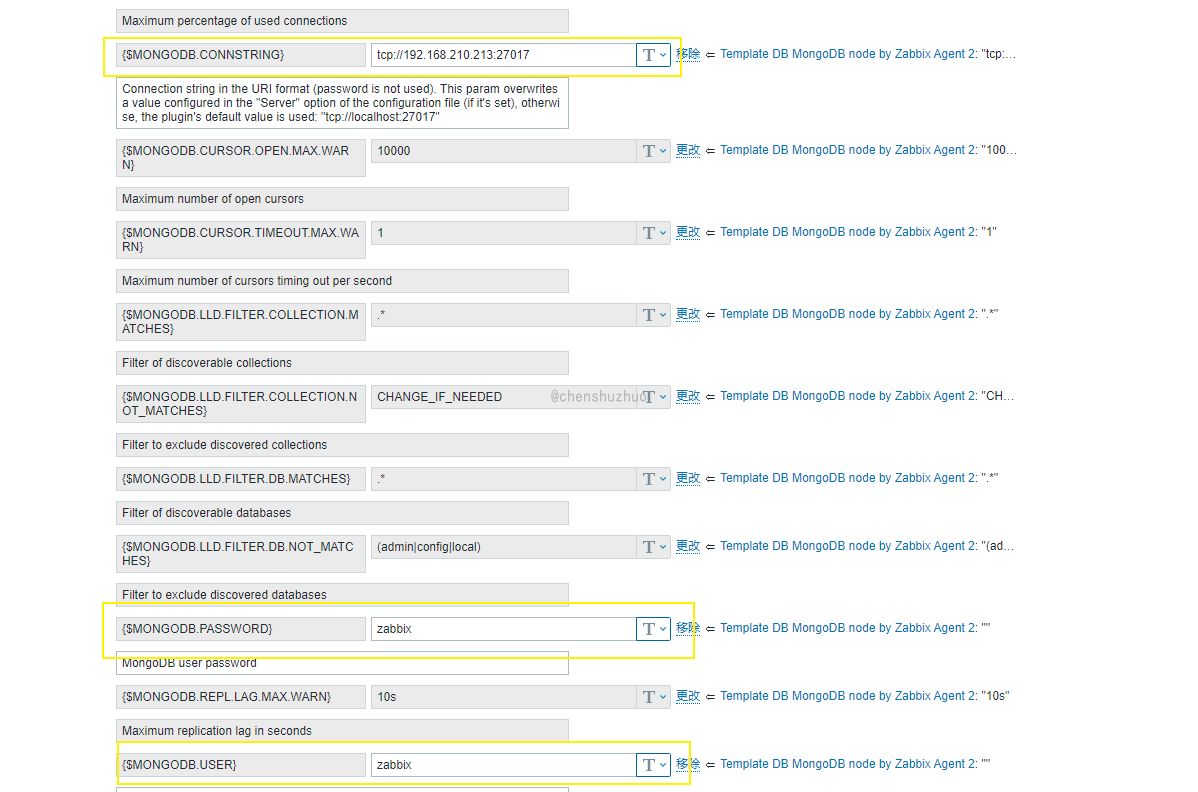 Maximum percentage of used connections
{$MONGODB.CONNSTRING} tcp://192.168.210.213:27017 T 移除 ⇐ Template DB MongoDB node by Zabbix Agent 2: "tcp:...
Connection string in the URI format (password is not used). This param overwrites
a value configured in the "Server" option of the configuration file (if it's set), otherwi
se, the plugin's default value is used: "tcp://localhost:27017"
{$MONGODB.CURSOR.OPEN.MAX.WAR 10000 T 更改 ⇐ Template DB MongoDB node by Zabbix Agent 2: "100...
N}
Maximum number of open cursors
{$MONGODB.CURSOR.TIMEOUT.MAX.WA 1 T 更改 ⇐ Template DB MongoDB node by Zabbix Agent 2: "1"
RN}
Maximum number of cursors timing out per second
{$MONGODB.LLD.FILTER.COLLECTION.M .* T 更改 ⇐ Template DB MongoDB node by Zabbix Agent 2: ".*"
ATCHES}
Filter of discoverable collections
{$MONGODB.LLD.FILTER.COLLECTION.N CHANGE_IF_NEEDED @chenshuzhuo T 更改 ⇐ Template DB MongoDB node by Zabbix Agent 2: "CH...
OT_MATCHES}
Filter to exclude discovered collections
{$MONGODB.LLD.FILTER.DB.MATCHES} .* T 更改 ⇐ Template DB MongoDB node by Zabbix Agent 2: ".*"
Filter of discoverable databases
{$MONGODB.LLD.FILTER.DB.NOT_MATC (admin|config|local) T 更改 ⇐ Template DB MongoDB node by Zabbix Agent 2: "(ad...
HES}
Filter to exclude discovered databases
{$MONGODB.PASSWORD} zabbix T 移除 ⇐ Template DB MongoDB node by Zabbix Agent 2: ""
MongoDB user password
{$MONGODB.REPL.LAG.MAX.WARN} 10s T 更改 ⇐ Template DB MongoDB node by Zabbix Agent 2: "10s"
Maximum replication lag in seconds
{$MONGODB.USER} zabbix T 移除 ⇐ Template DB MongoDB node by Zabbix Agent 2: ""